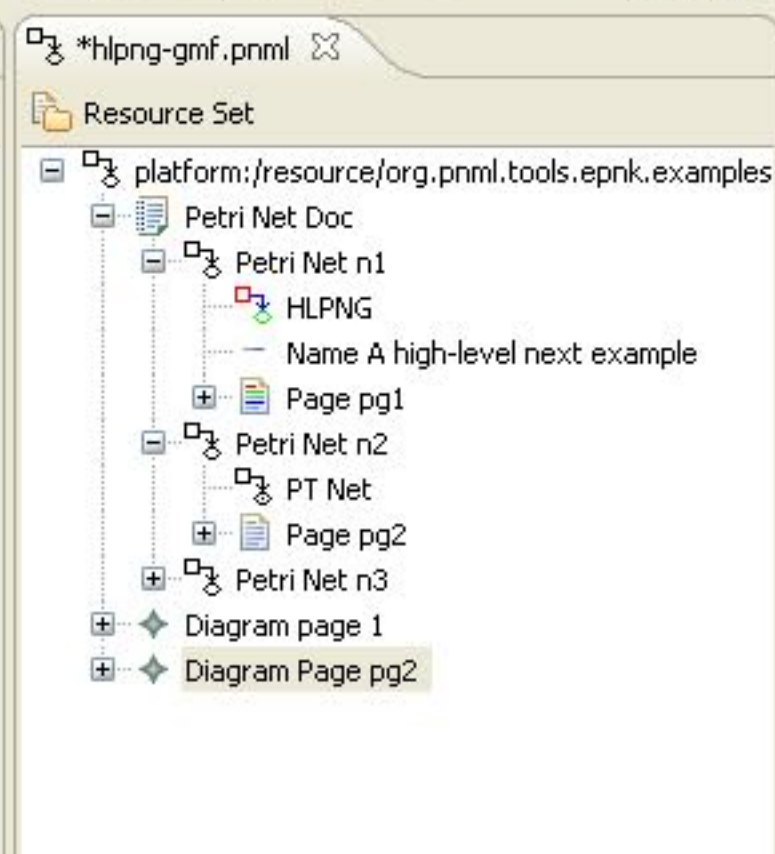 *hlpng-gmf.pnml
Resource Set
platform:/resource/org.pnml.tools.epnk.examples
Petri Net Doc
Petri Net n1
HLPNG
Name A high-level next example
Page pg1
Petri Net n2
PT Net
Page pg2
Petri Net n3
Diagram page 1
Diagram Page pg2